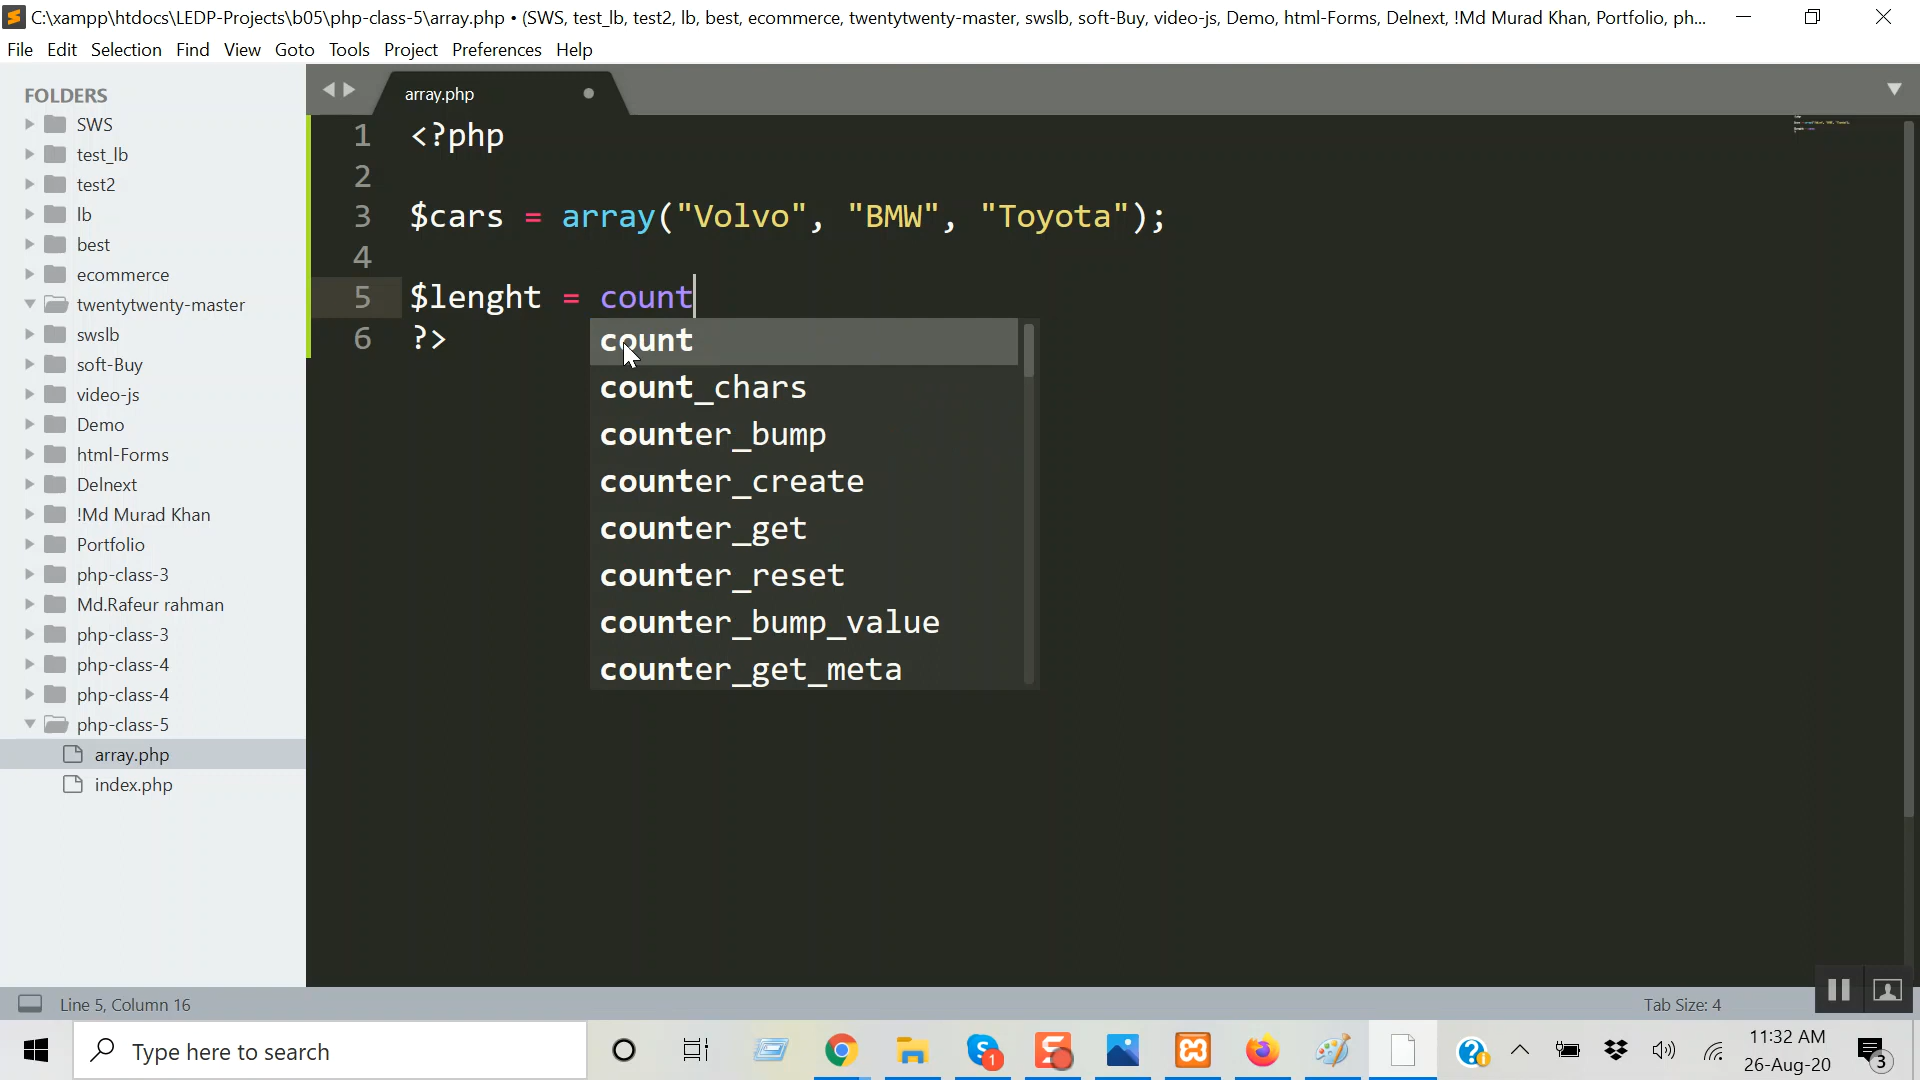 C:\xampp\htdocs\LEDP-Projects\b05\php-class-5\array.php • (SWS, test_lb, test2, lb, best, ecommerce, twentytwenty-master, swslb, soft-Buy, video-js, Demo, html-Forms, Delnext, !Md Murad Khan, Portfolio, ph...
File Edit Selection Find View Goto Tools Project Preferences Help
FOLDERS
SWS
test_lb
test2
lb
best
ecommerce
twentytwenty-master
swslb
soft-Buy
video-js
Demo
html-Forms
Delnext
!Md Murad Khan
Portfolio
php-class-3
Md.Rafeur rahman
php-class-3
php-class-4
php-class-4
php-class-5
array.php
index.php
array.php
1 <?php
2
3 $cars = array("Volvo", "BMW", "Toyota");
4
5 $lenght = count
6 ?>
count
count_chars
counter_bump
counter_create
counter_get
counter_reset
counter_bump_value
counter_get_meta
Line 5, Column 16
Tab Size: 4
Type here to search
1
11:32 AM
26-Aug-20
3